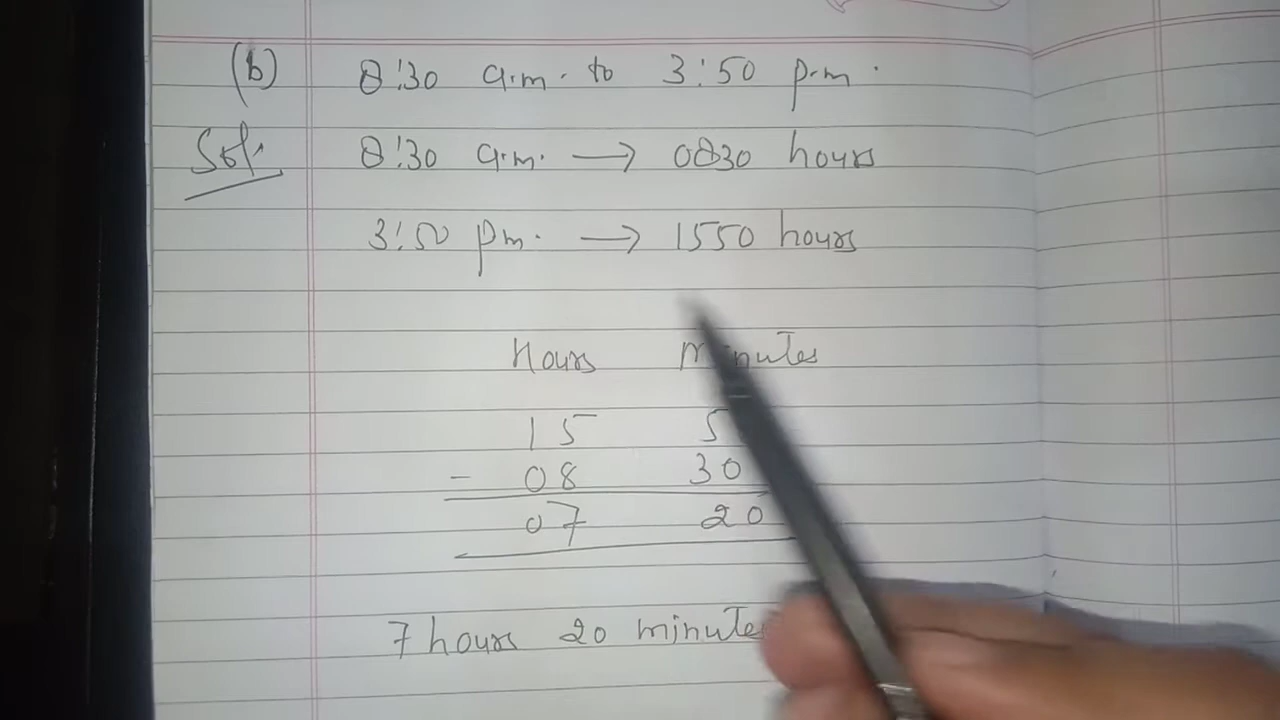 (b) 8:30 a.m. to 3:50 p.m.
Sol. 8:30 a.m. → 0830 hours
3:50 p.m. → 1550 hours
Hours Minutes
15 5
- 08 30
07 20
7 hours 20 minutes